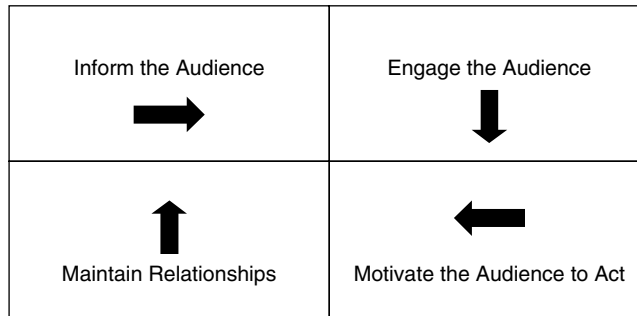 Inform the Audience
Engage the Audience
Maintain Relationships
Motivate the Audience to Act